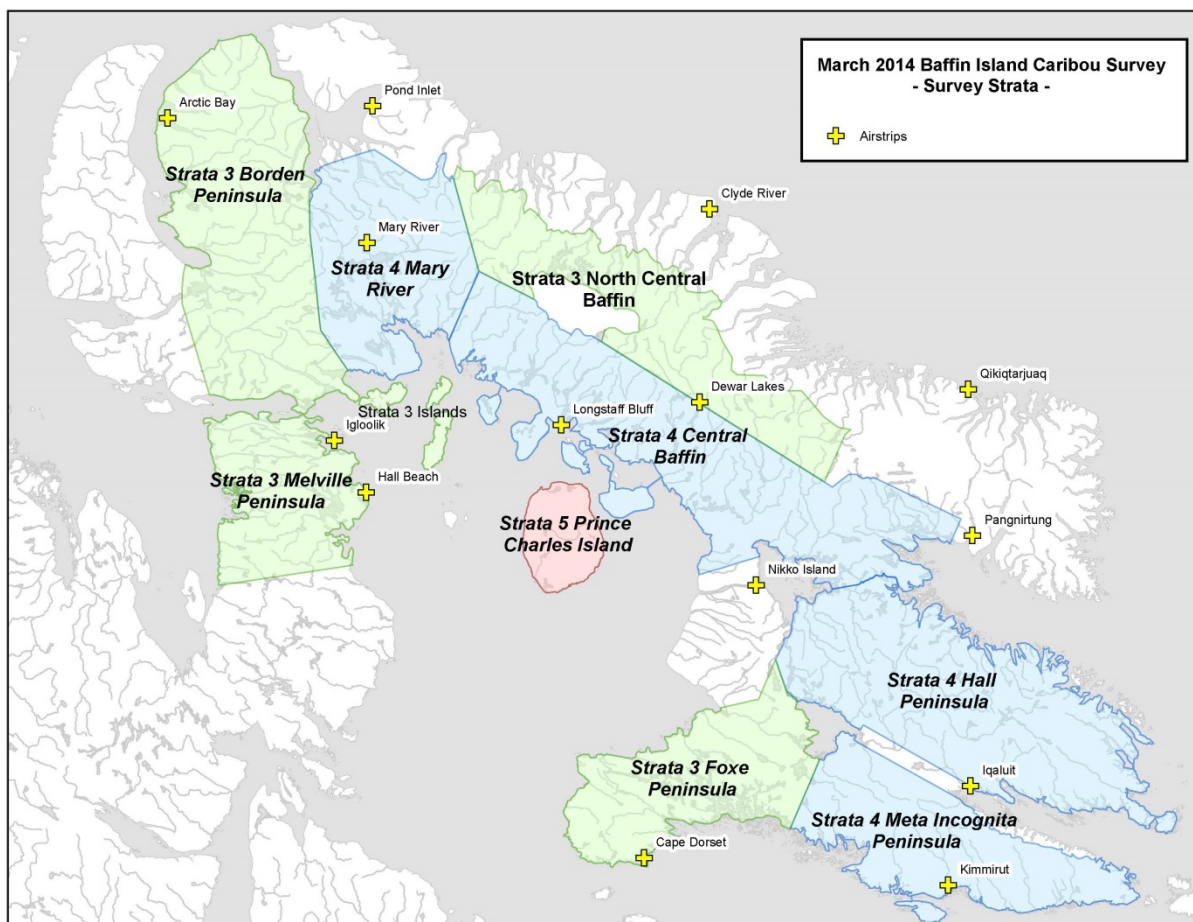 March 2014 Baffin Island Caribou Survey
- Survey Strata -
Airstrips
Arctic Bay
Pond Inlet
Strata 3 Borden
Peninsula
Clyde River
Mary River
Strata 4 Mary
River
Strata 3 North Central
Baffin
Qikiqtarjuaq
Dewar Lakes
Strata 3 Islands
Longstaff Bluff
Igloolik
Strata 4 Central
Baffin
Strata 3 Melville
Peninsula
Hall Beach
Strata 5 Prince
Charles Island
Pangnirtung
Nikko Island
Strata 4 Hall
Peninsula
Strata 3 Foxe
Peninsula
Iqaluit
Strata 4 Meta Incognita
Peninsula
Cape Dorset
Kimmirut